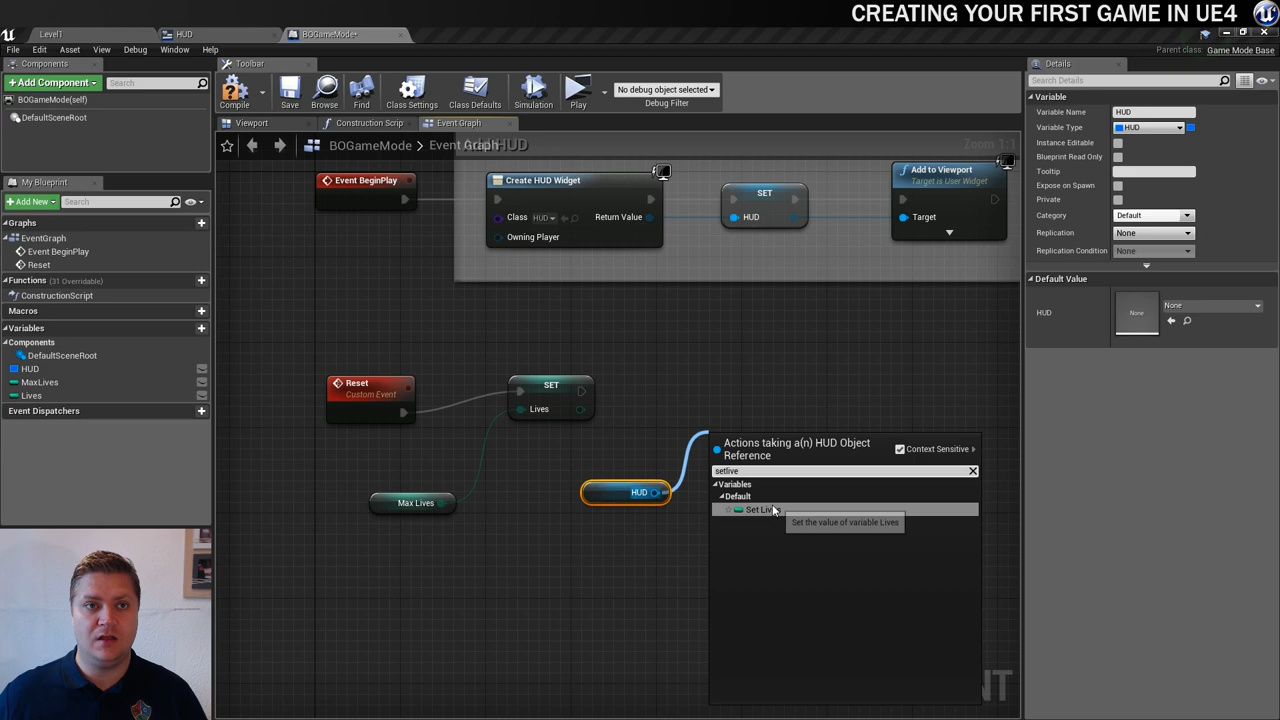 CREATING YOUR FIRST GAME IN UE4
Level1
HUD
BOGameMode*
File Edit Asset View Debug Window Help
Parent class: Game Mode Base
Components
+Add Component
Search
BOGameMode(self)
DefaultSceneRoot
My Blueprint
+Add New
Search
Graphs
EventGraph
Event BeginPlay
Reset
Functions (31 Overridable)
ConstructionScript
Macros
Variables
Components
DefaultSceneRoot
HUD
MaxLives
Lives
Event Dispatchers
Toolbar
Compile
Save
Browse
Find
Class Settings
Class Defaults
Simulation
Play
No debug object selected
Debug Filter
Viewport
Construction Scrip
Event Graph
BOGameMode
Event Graph
HUD
Zoom 1:1
Event BeginPlay
Create HUD Widget
Class HUD
Return Value
Owning Player
SET
HUD
Add to Viewport
Target is User Widget
Target
Reset
Custom Event
SET
Lives
Max Lives
HUD
Actions taking a(n) HUD Object
Reference
Context Sensitive
setlive
Variables
Default
Set Lives
Set the value of variable Lives
NT
Details
Search Details
Variable
Variable Name HUD
Variable Type HUD
Instance Editable
Blueprint Read Only
Tooltip
Expose on Spawn
Private
Category Default
Replication None
Replication Condition None
Default Value
HUD
None
None